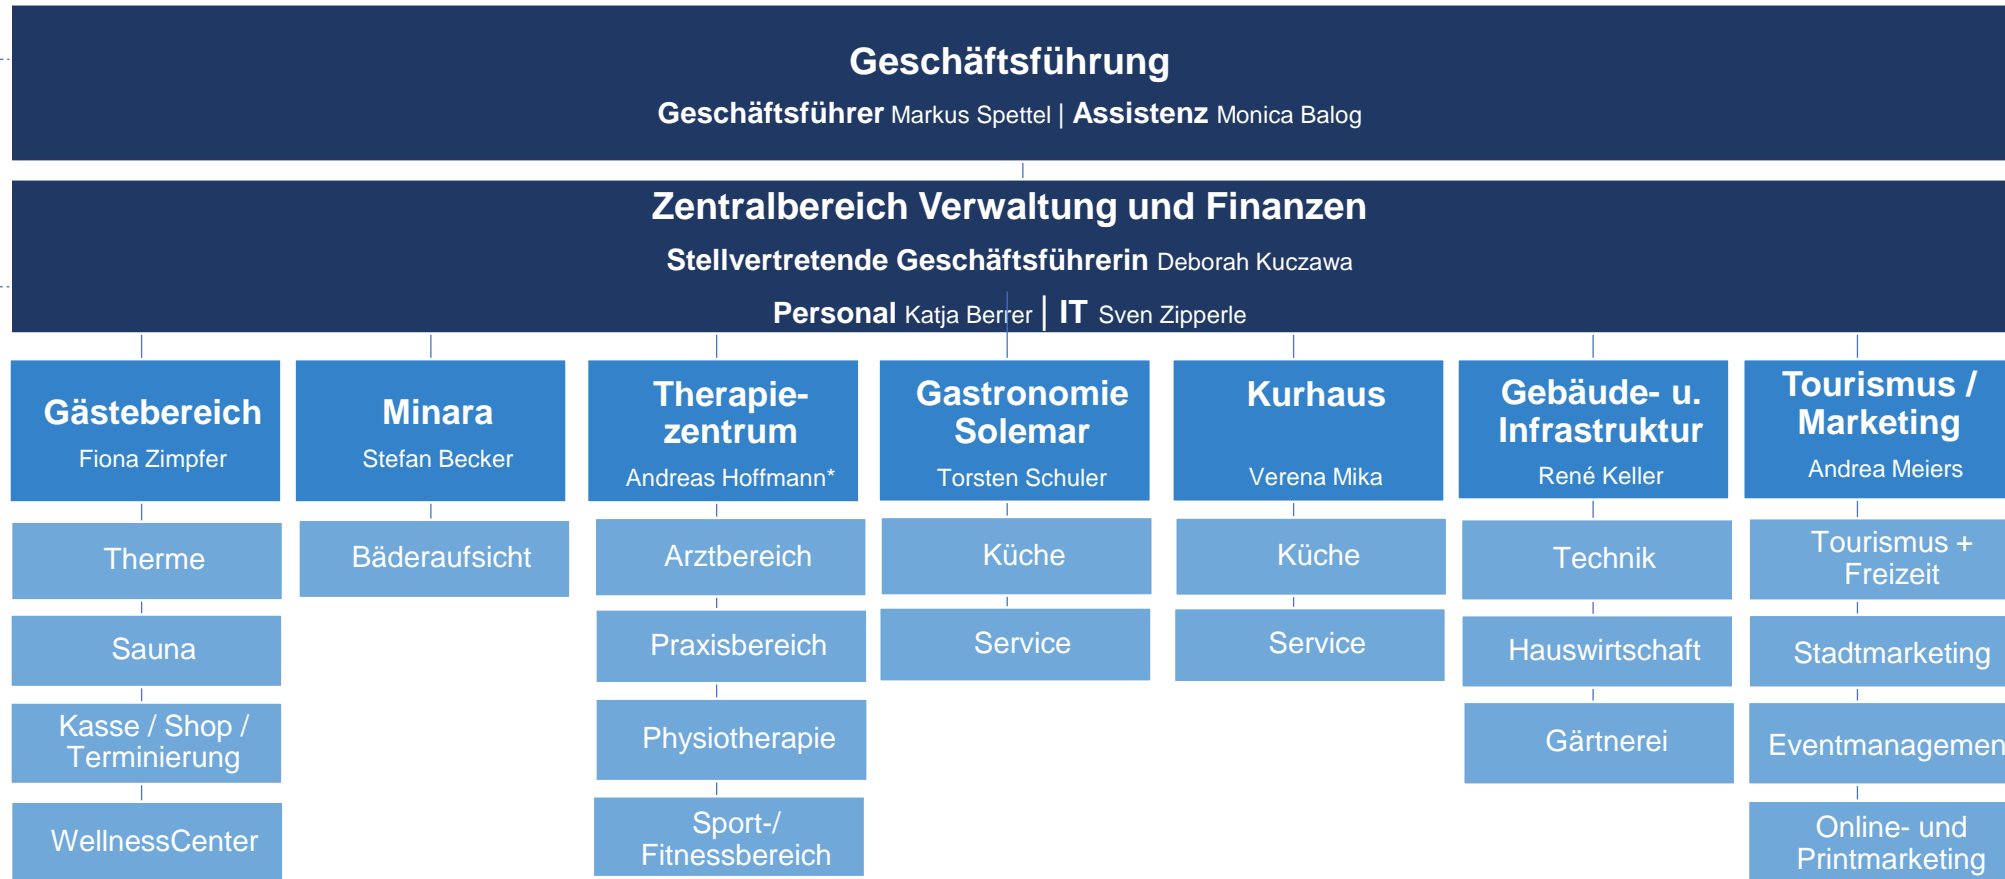 Geschäftsführung
Geschäftsführer Markus Spettel | Assistenz Monica Balog
Zentralbereich Verwaltung und Finanzen
Stellvertretende Geschäftsführerin Deborah Kuczawa
Personal Katja Berrer | IT Sven Zipperle
Gästebereich
Fiona Zimpfer
Therme
Sauna
Kasse / Shop /
Terminierung
WellnessCenter
Minara
Stefan Becker
Bäderaufsicht
Therapie-
zentrum
Andreas Hoffmann*
Arztbereich
Praxisbereich
Physiotherapie
Sport-/
Fitnessbereich
Gastronomie
Solemar
Torsten Schuler
Küche
Service
Kurhaus
Verena Mika
Küche
Service
Gebäude- u.
Infrastruktur
René Keller
Technik
Hauswirtschaft
Gärtnerei
Tourismus /
Marketing
Andrea Meiers
Tourismus +
Freizeit
Stadtmarketing
Eventmanagemen
Online- und
Printmarketing